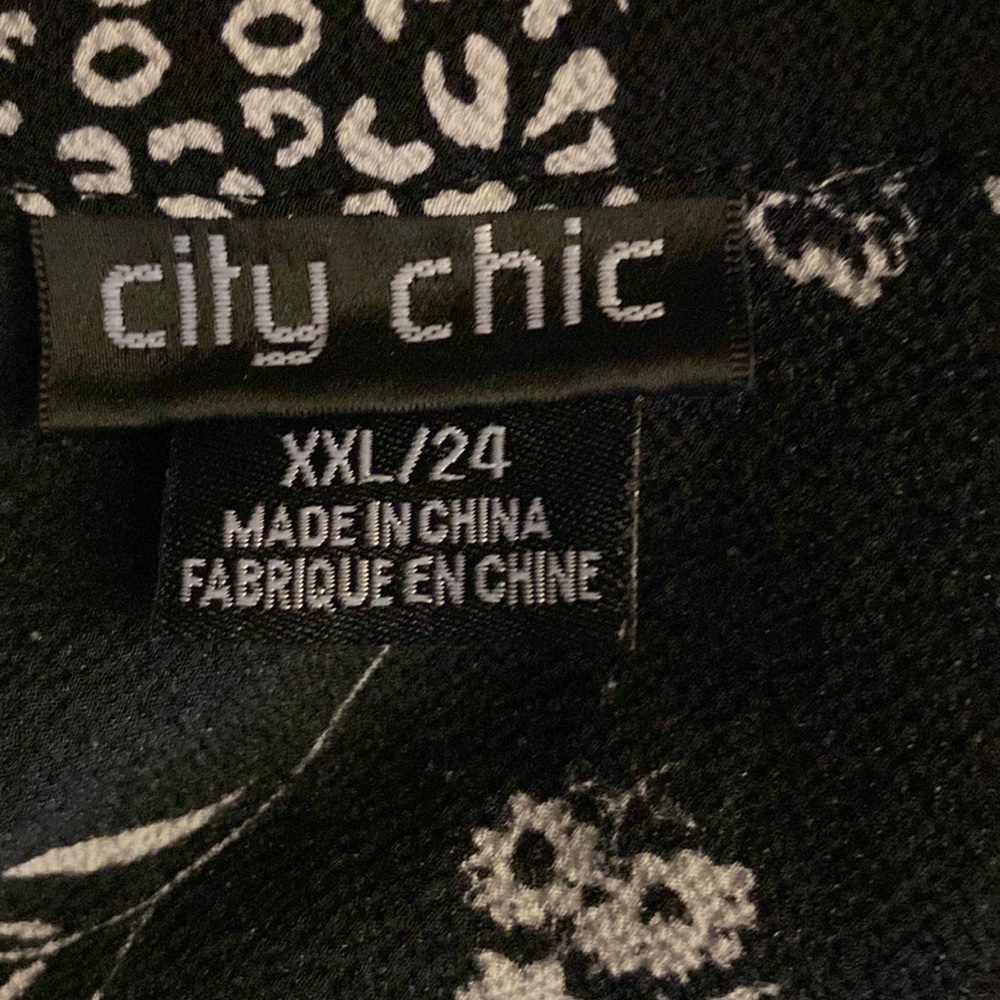 city chic
XXL/24
MADE IN CHINA
FABRIQUE EN CHINE